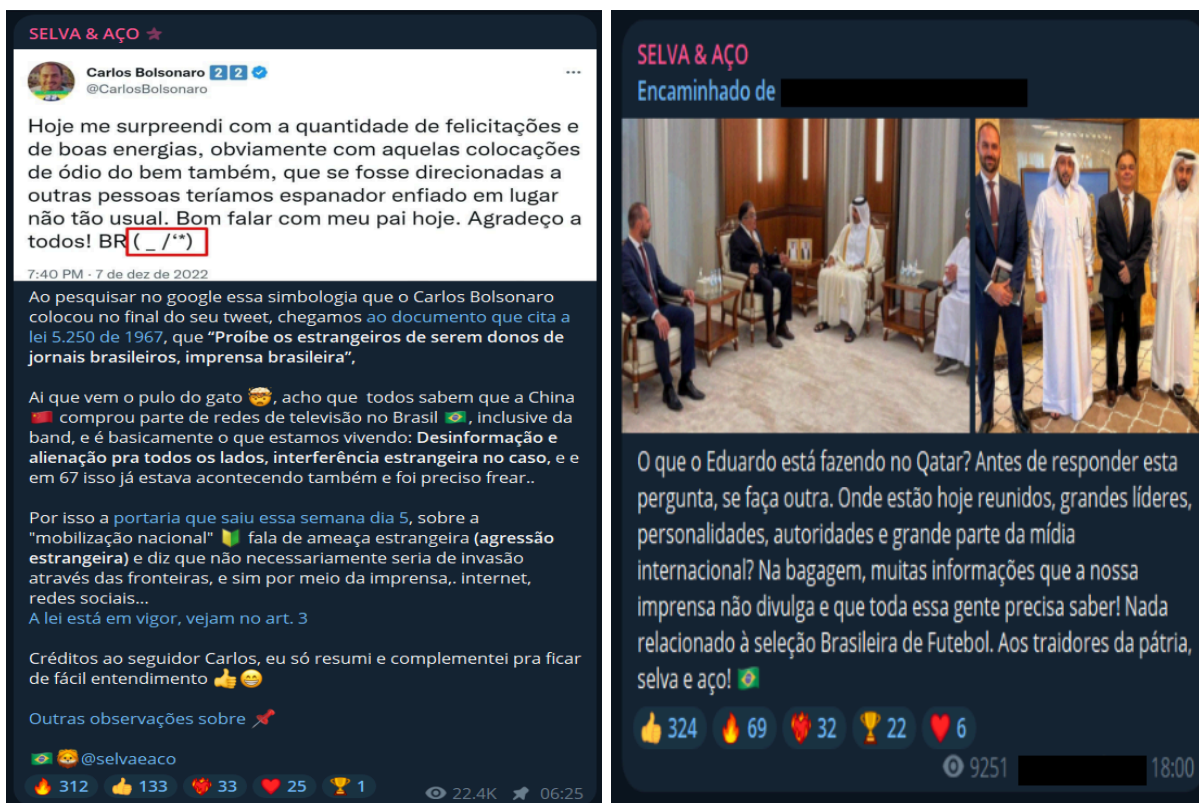 SELVA & AÇO
Carlos Bolsonaro 2 2
@CarlosBolsonaro
Hoje me surpreendi com a quantidade de felicitações e
de boas energias, obviamente com aquelas colocações
de ódio do bem também, que se fosse direcionadas a
outras pessoas teríamos espanador enfiado em lugar
não tão usual. Bom falar com meu pai hoje. Agradeço a
todos! BR ( _ /‘*)
7:40 PM · 7 de dez de 2022
Ao pesquisar no google essa simbologia que o Carlos Bolsonaro
colocou no final do seu tweet, chegamos ao documento que cita a
lei 5.250 de 1967, que “Proíbe os estrangeiros de serem donos de
jornais brasileiros, imprensa brasileira”,
Ai que vem o pulo do gato 🤯, acho que todos sabem que a China
🇨🇳 comprou parte de redes de televisão no Brasil 🇧🇷, inclusive da
band, e é basicamente o que estamos vivendo: Desinformação e
alienação pra todos os lados, interferência estrangeira no caso, e e
em 67 isso já estava acontecendo também e foi preciso frear..
Por isso a portaria que saiu essa semana dia 5, sobre a
"mobilização nacional" 🔰 fala de ameaça estrangeira (agressão
estrangeira) e diz que não necessariamente seria de invasão
através das fronteiras, e sim por meio da imprensa,. internet,
redes sociais...
A lei está em vigor, vejam no art. 3
Créditos ao seguidor Carlos, eu só resumi e complementei pra ficar
de fácil entendimento 👍😁
Outras observações sobre 📌
🇧🇷 🦁 @selvaeaco
🔥 312 👍 133 ❤️‍🔥 33 ❤️ 25 🏆 1
22.4K 06:25
SELVA & AÇO
Encaminhado de
O que o Eduardo está fazendo no Qatar? Antes de responder esta
pergunta, se faça outra. Onde estão hoje reunidos, grandes líderes,
personalidades, autoridades e grande parte da mídia
internacional? Na bagagem, muitas informações que a nossa
imprensa não divulga e que toda essa gente precisa saber! Nada
relacionado à seleção Brasileira de Futebol. Aos traidores da pátria,
selva e aço! 🇧🇷
👍 324 🔥 69 ❤️‍🔥 32 🏆 22 ❤️ 6
9251 18:00